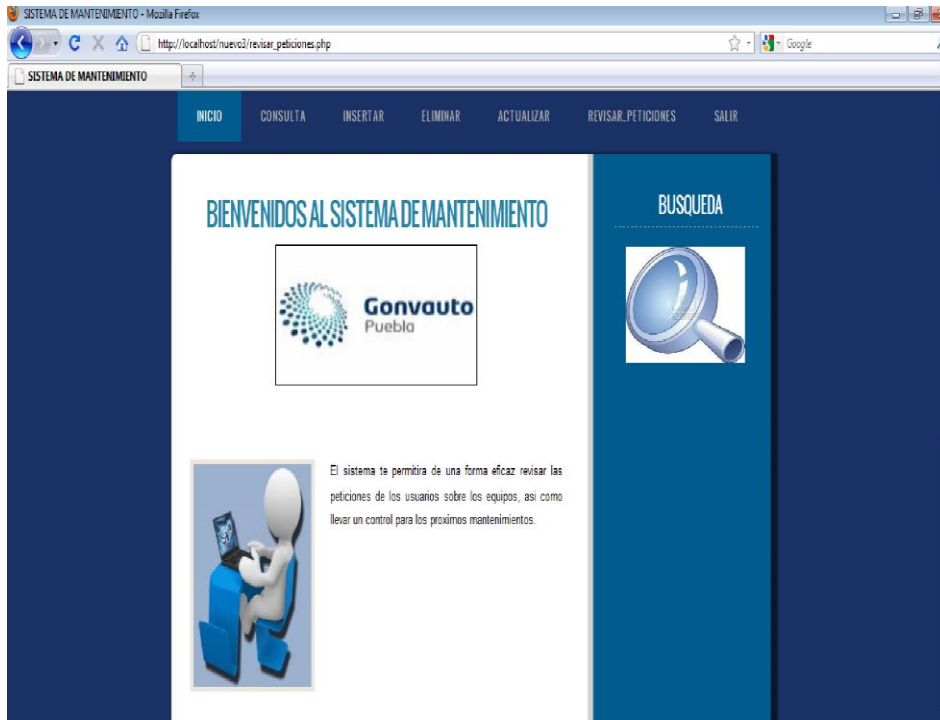 SISTEMA DE MANTENIMIENTO - Mozilla Firefox
http://localhost/nuevo3/revisar_peticiones.php
Google
SISTEMA DE MANTENIMIENTO
INICIO CONSULTA INSERTAR ELIMINAR ACTUALIZAR REVISAR_PETICIONES SALIR
BIENVENIDOS AL SISTEMA DE MANTENIMIENTO
Gonvauto
Puebla
El sistema te permitira de una forma eficaz revisar las
peticiones de los usuarios sobre los equipos, asi como
llevar un control para los proximos mantenimientos.
BUSQUEDA